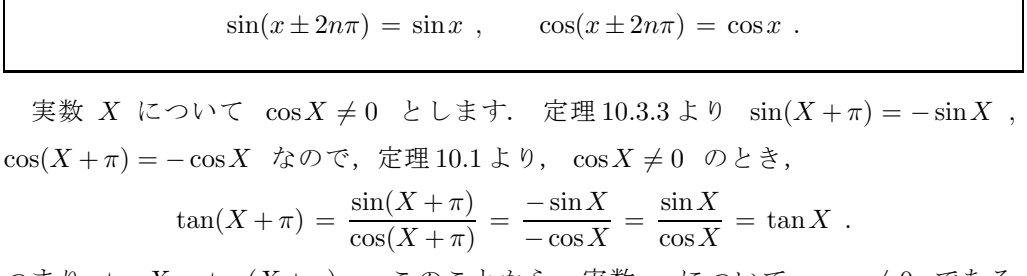 sin(x ± 2nπ) = sin x , cos(x ± 2nπ) = cos x .
実数 X について cos X ≠ 0 とします. 定理 10.3.3 より sin(X + π) = − sin X ,
cos(X + π) = − cos X なので, 定理 10.1 より, cos X ≠ 0 のとき,
tan(X + π) = sin(X + π) / cos(X + π) = − sin X / − cos X = sin X / cos X = tan X .